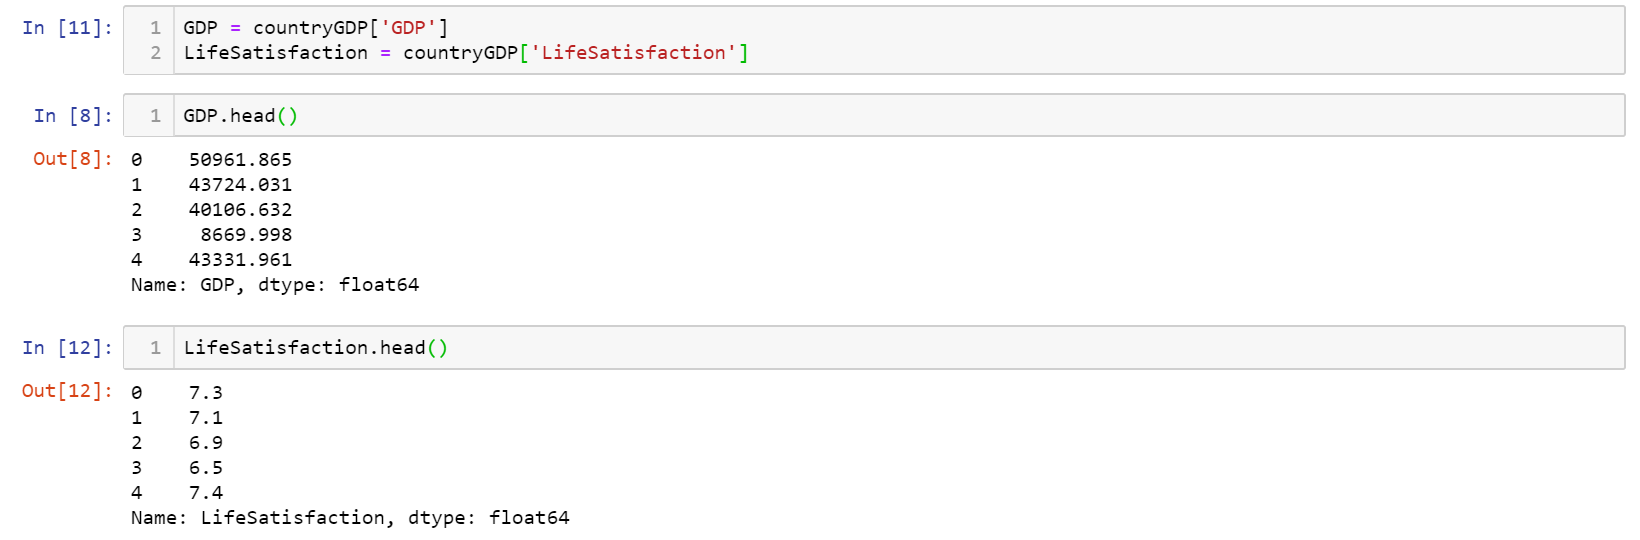 In [11]: 1 GDP = countryGDP['GDP']
2 LifeSatisfaction = countryGDP['LifeSatisfaction']
In [8]: 1 GDP.head()
Out[8]: 0    50961.865
1    43724.031
2    40106.632
3     8669.998
4    43331.961
Name: GDP, dtype: float64
In [12]: 1 LifeSatisfaction.head()
Out[12]: 0    7.3
1    7.1
2    6.9
3    6.5
4    7.4
Name: LifeSatisfaction, dtype: float64